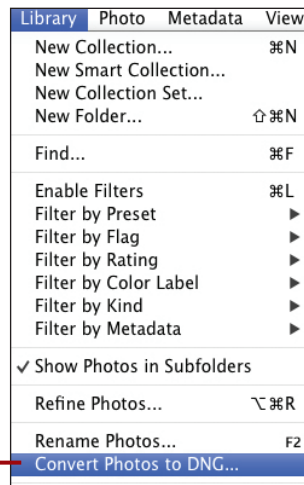 Library Photo Metadata View
New Collection... ⌘N
New Smart Collection...
New Collection Set...
New Folder... ⇧⌘N
Find... ⌘F
Enable Filters ⌘L
Filter by Preset ▶
Filter by Flag ▶
Filter by Rating ▶
Filter by Color Label ▶
Filter by Kind ▶
Filter by Metadata ▶
✓ Show Photos in Subfolders
Refine Photos... ⌥⌘R
Rename Photos... F2
Convert Photos to DNG...